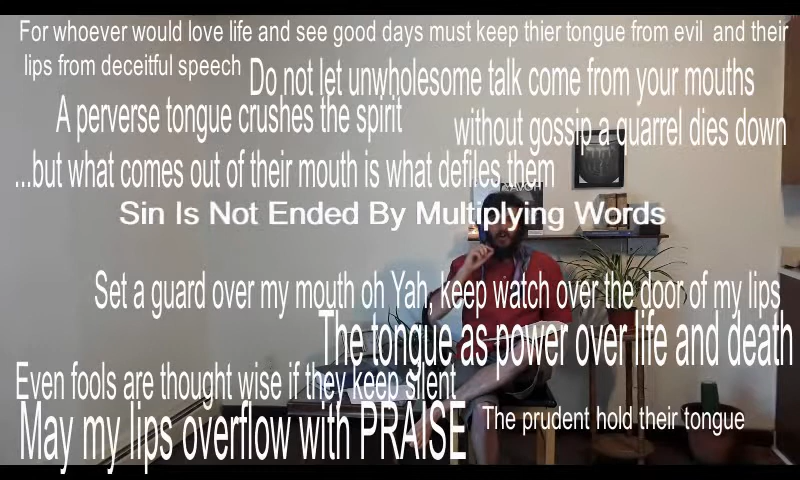 For whoever would love life and see good days must keep thier tongue from evil and their
lips from deceitful speech
Do not let unwholesome talk come from your mouths
A perverse tongue crushes the spirit
without gossip a quarrel dies down
...but what comes out of their mouth is what defiles them
Sin Is Not Ended By Multiplying Words
Set a guard over my mouth oh Yah, keep watch over the door of my lips
The tongue as power over life and death
Even fools are thought wise if they keep silent
May my lips overflow with PRAISE
The prudent hold their tongue